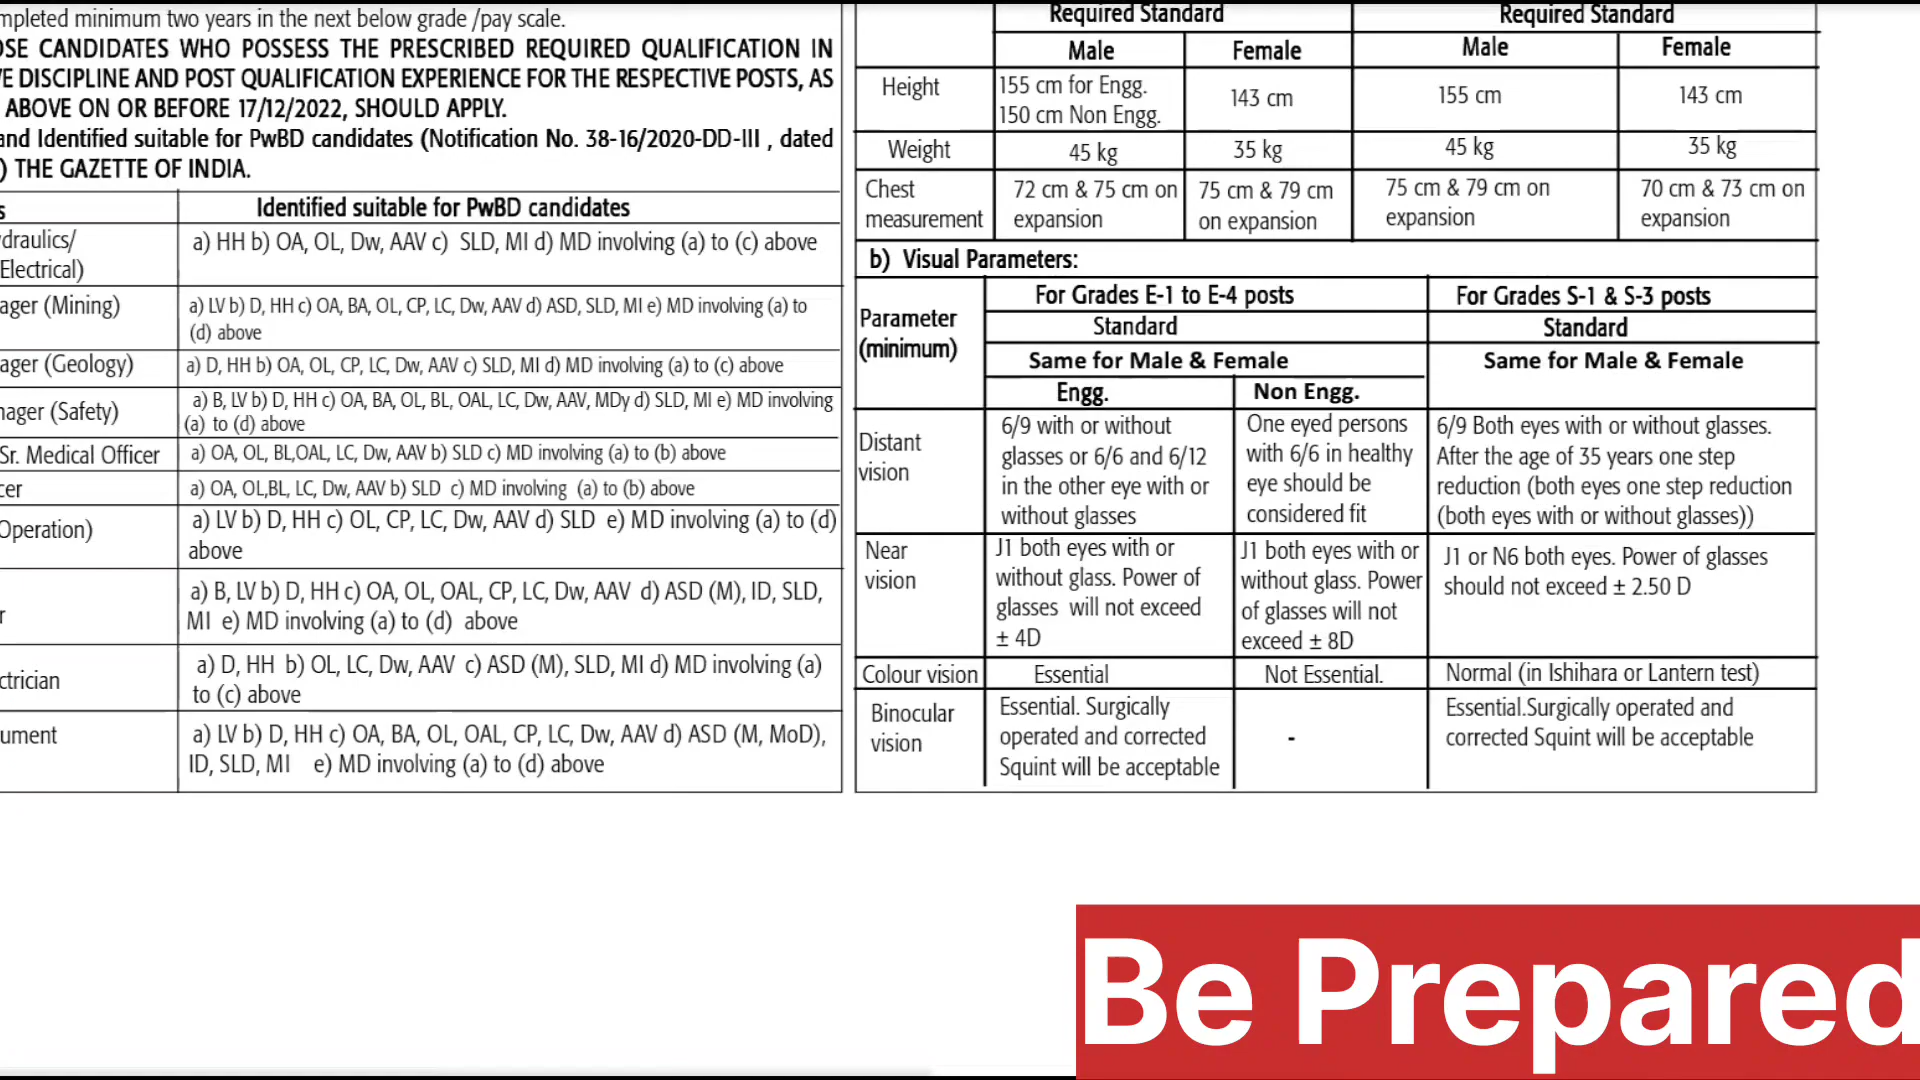 mpleted minimum two years in the next below grade /pay scale.
OSE CANDIDATES WHO POSSESS THE PRESCRIBED REQUIRED QUALIFICATION IN
VE DISCIPLINE AND POST QUALIFICATION EXPERIENCE FOR THE RESPECTIVE POSTS, AS
ABOVE ON OR BEFORE 17/12/2022, SHOULD APPLY.
and Identified suitable for PwBD candidates (Notification No. 38-16/2020-DD-III , dated
) THE GAZETTE OF INDIA.
s Identified suitable for PwBD candidates
draulics/
Electrical)
a) HH b) OA, OL, Dw, AAV c) SLD, MI d) MD involving (a) to (c) above
ager (Mining)
a) LV b) D, HH c) OA, BA, OL, CP, LC, Dw, AAV d) ASD, SLD, MI e) MD involving (a) to
(d) above
ager (Geology)
a) D, HH b) OA, OL, CP, LC, Dw, AAV c) SLD, MI d) MD involving (a) to (c) above
nager (Safety)
a) B, LV b) D, HH c) OA, BA, OL, BL, OAL, LC, Dw, AAV, MDy d) SLD, MI e) MD involving
(a) to (d) above
Sr. Medical Officer
a) OA, OL, BL,OAL, LC, Dw, AAV b) SLD c) MD involving (a) to (b) above
cer
a) OA, OL,BL, LC, Dw, AAV b) SLD c) MD involving (a) to (b) above
Operation)
a) LV b) D, HH c) OL, CP, LC, Dw, AAV d) SLD e) MD involving (a) to (d)
above
r
a) B, LV b) D, HH c) OA, OL, OAL, CP, LC, Dw, AAV d) ASD (M), ID, SLD,
MI e) MD involving (a) to (d) above
ctrician
a) D, HH b) OL, LC, Dw, AAV c) ASD (M), SLD, MI d) MD involving (a)
to (c) above
ument
a) LV b) D, HH c) OA, BA, OL, OAL, CP, LC, Dw, AAV d) ASD (M, MoD),
ID, SLD, MI e) MD involving (a) to (d) above
Required Standard Required Standard
Male Female Male Female
Height
155 cm for Engg.
150 cm Non Engg.
143 cm
155 cm
143 cm
Weight 45 kg 35 kg 45 kg 35 kg
Chest
measurement
72 cm & 75 cm on
expansion
75 cm & 79 cm
on expansion
75 cm & 79 cm on
expansion
70 cm & 73 cm on
expansion
b) Visual Parameters:
Parameter
(minimum)
For Grades E-1 to E-4 posts
Standard
Same for Male & Female
Engg. Non Engg.
For Grades S-1 & S-3 posts
Standard
Same for Male & Female
Distant
vision
6/9 with or without
glasses or 6/6 and 6/12
in the other eye with or
without glasses
One eyed persons
with 6/6 in healthy
eye should be
considered fit
6/9 Both eyes with or without glasses.
After the age of 35 years one step
reduction (both eyes one step reduction
(both eyes with or without glasses))
Near
vision
J1 both eyes with or
without glass. Power of
glasses will not exceed
± 4D
J1 both eyes with or
without glass. Power
of glasses will not
exceed ± 8D
J1 or N6 both eyes. Power of glasses
should not exceed ± 2.50 D
Colour vision Essential Not Essential. Normal (in Ishihara or Lantern test)
Binocular
vision
Essential. Surgically
operated and corrected
Squint will be acceptable
-
Essential.Surgically operated and
corrected Squint will be acceptable
Be Prepared